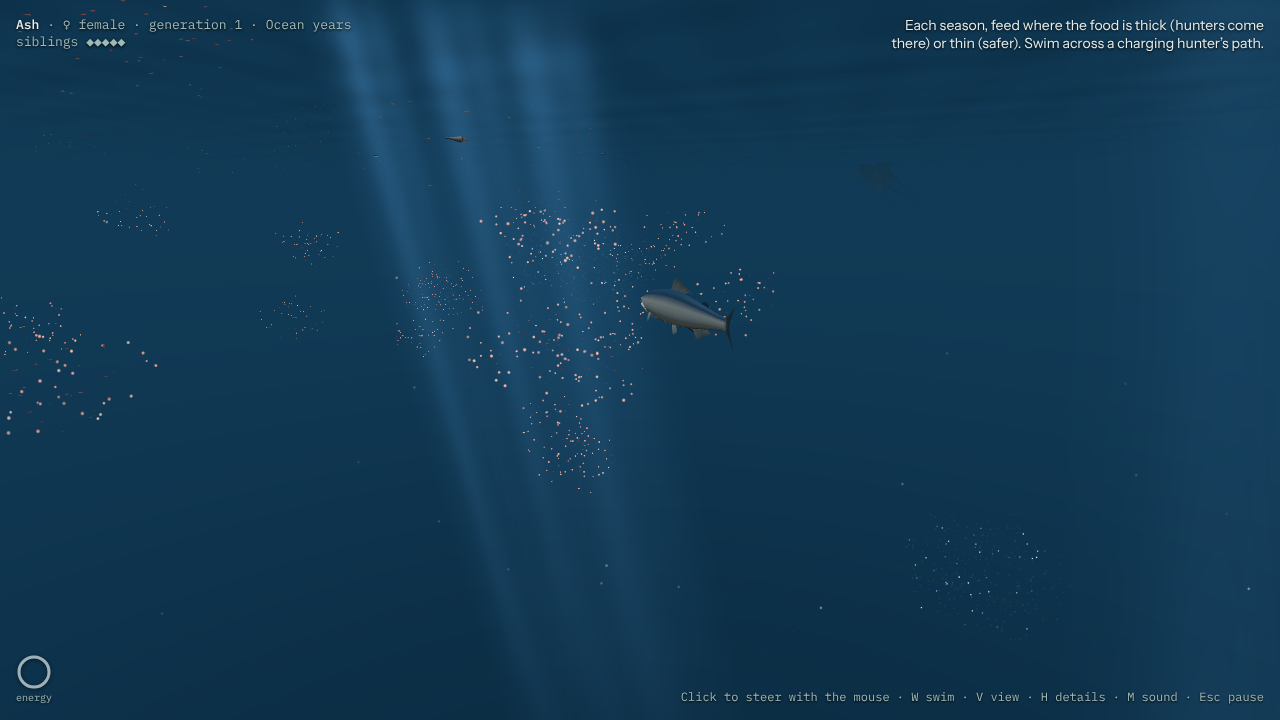 Ash · ♀ female · generation 1 · Ocean years
siblings ◆◆◆◆◆
Each season, feed where the food is thick (hunters come
there) or thin (safer). Swim across a charging hunter's path.
energy
Click to steer with the mouse · W swim · V view · H details · M sound · Esc pause